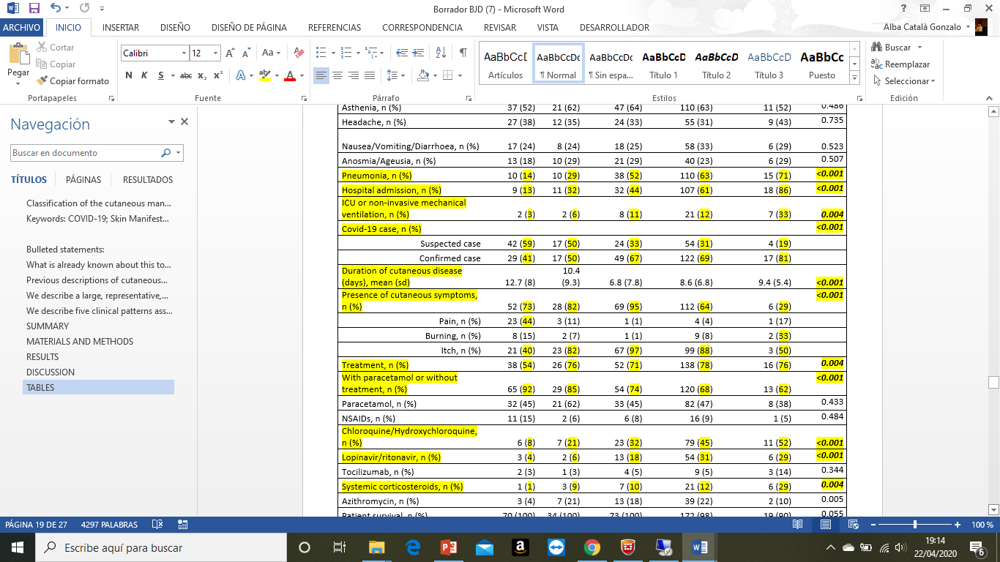 Borrador BJD (7) - Microsoft Word
ARCHIVO INICIO INSERTAR DISEÑO DISEÑO DE PÁGINA REFERENCIAS CORRESPONDENCIA REVISAR VISTA DESARROLLADOR Alba Català Gonzalo
Pegar
Cortar
Copiar
Copiar formato
Portapapeles
Calibri 12
N K S abc x₂ x²
Fuente
Párrafo
AaBbCcI AaBbCcDc AaBbCcDc AaBbCcD AaBbCcD AaBbCcD AaBbCc
Artículos ¶ Normal ¶ Sin espa... Título 1 Título 2 Título 3 Puesto
Estilos
Buscar
Reemplazar
Seleccionar
Edición
Navegación
Buscar en documento
TÍTULOS PÁGINAS RESULTADOS
Classification of the cutaneous man...
Keywords: COVID-19; Skin Manifest...
Bulleted statements:
What is already known about this to...
Previous descriptions of cutaneous...
We describe a large, representative,...
We describe five clinical patterns ass...
SUMMARY
MATERIALS AND METHODS
RESULTS
DISCUSSION
TABLES
Asthenia, n (%) 37 (52) 21 (62) 47 (64) 110 (63) 11 (52) 0.486
Headache, n (%) 27 (38) 12 (35) 24 (33) 55 (31) 9 (43) 0.735
Nausea/Vomiting/Diarrhoea, n (%) 17 (24) 8 (24) 18 (25) 58 (33) 6 (29) 0.523
Anosmia/Ageusia, n (%) 13 (18) 10 (29) 21 (29) 40 (23) 6 (29) 0.507
Pneumonia, n (%) 10 (14) 10 (29) 38 (52) 110 (63) 15 (71) <0.001
Hospital admission, n (%) 9 (13) 11 (32) 32 (44) 107 (61) 18 (86) <0.001
ICU or non-invasive mechanical
ventilation, n (%) 2 (3) 2 (6) 8 (11) 21 (12) 7 (33) 0.004
Covid-19 case, n (%) <0.001
Suspected case 42 (59) 17 (50) 24 (33) 54 (31) 4 (19)
Confirmed case 29 (41) 17 (50) 49 (67) 122 (69) 17 (81)
Duration of cutaneous disease 10.4
(days), mean (sd) 12.7 (8) (9.3) 6.8 (7.8) 8.6 (6.8) 9.4 (5.4) <0.001
Presence of cutaneous symptoms, <0.001
n (%) 52 (73) 28 (82) 69 (95) 112 (64) 6 (29)
Pain, n (%) 23 (44) 3 (11) 1 (1) 4 (4) 1 (17)
Burning, n (%) 8 (15) 2 (7) 1 (1) 9 (8) 2 (33)
Itch, n (%) 21 (40) 23 (82) 67 (97) 99 (88) 3 (50)
Treatment, n (%) 38 (54) 26 (76) 52 (71) 138 (78) 16 (76) 0.004
With paracetamol or without <0.001
treatment, n (%) 65 (92) 29 (85) 54 (74) 120 (68) 13 (62)
Paracetamol, n (%) 32 (45) 21 (62) 33 (45) 82 (47) 8 (38) 0.433
NSAIDs, n (%) 11 (15) 2 (6) 6 (8) 16 (9) 1 (5) 0.484
Chloroquine/Hydroxychloroquine,
n (%) 6 (8) 7 (21) 23 (32) 79 (45) 11 (52) <0.001
Lopinavir/ritonavir, n (%) 3 (4) 2 (6) 13 (18) 54 (31) 6 (29) <0.001
Tocilizumab, n (%) 2 (3) 1 (3) 4 (5) 9 (5) 3 (14) 0.344
Systemic corticosteroids, n (%) 1 (1) 3 (9) 7 (10) 21 (12) 6 (29) 0.004
Azithromycin, n (%) 3 (4) 7 (21) 13 (18) 39 (22) 2 (10) 0.005
Patient survival, n (%) 70 (100) 34 (100) 73 (100) 172 (98) 19 (90) 0.055
PÁGINA 19 DE 27 4297 PALABRAS 100 %
Escribe aquí para buscar
19:14
22/04/2020
6